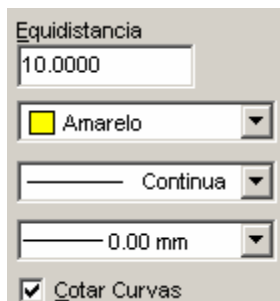 Equidistancia
10.0000
Amarelo
Continua
0.00 mm
Cotar Curvas